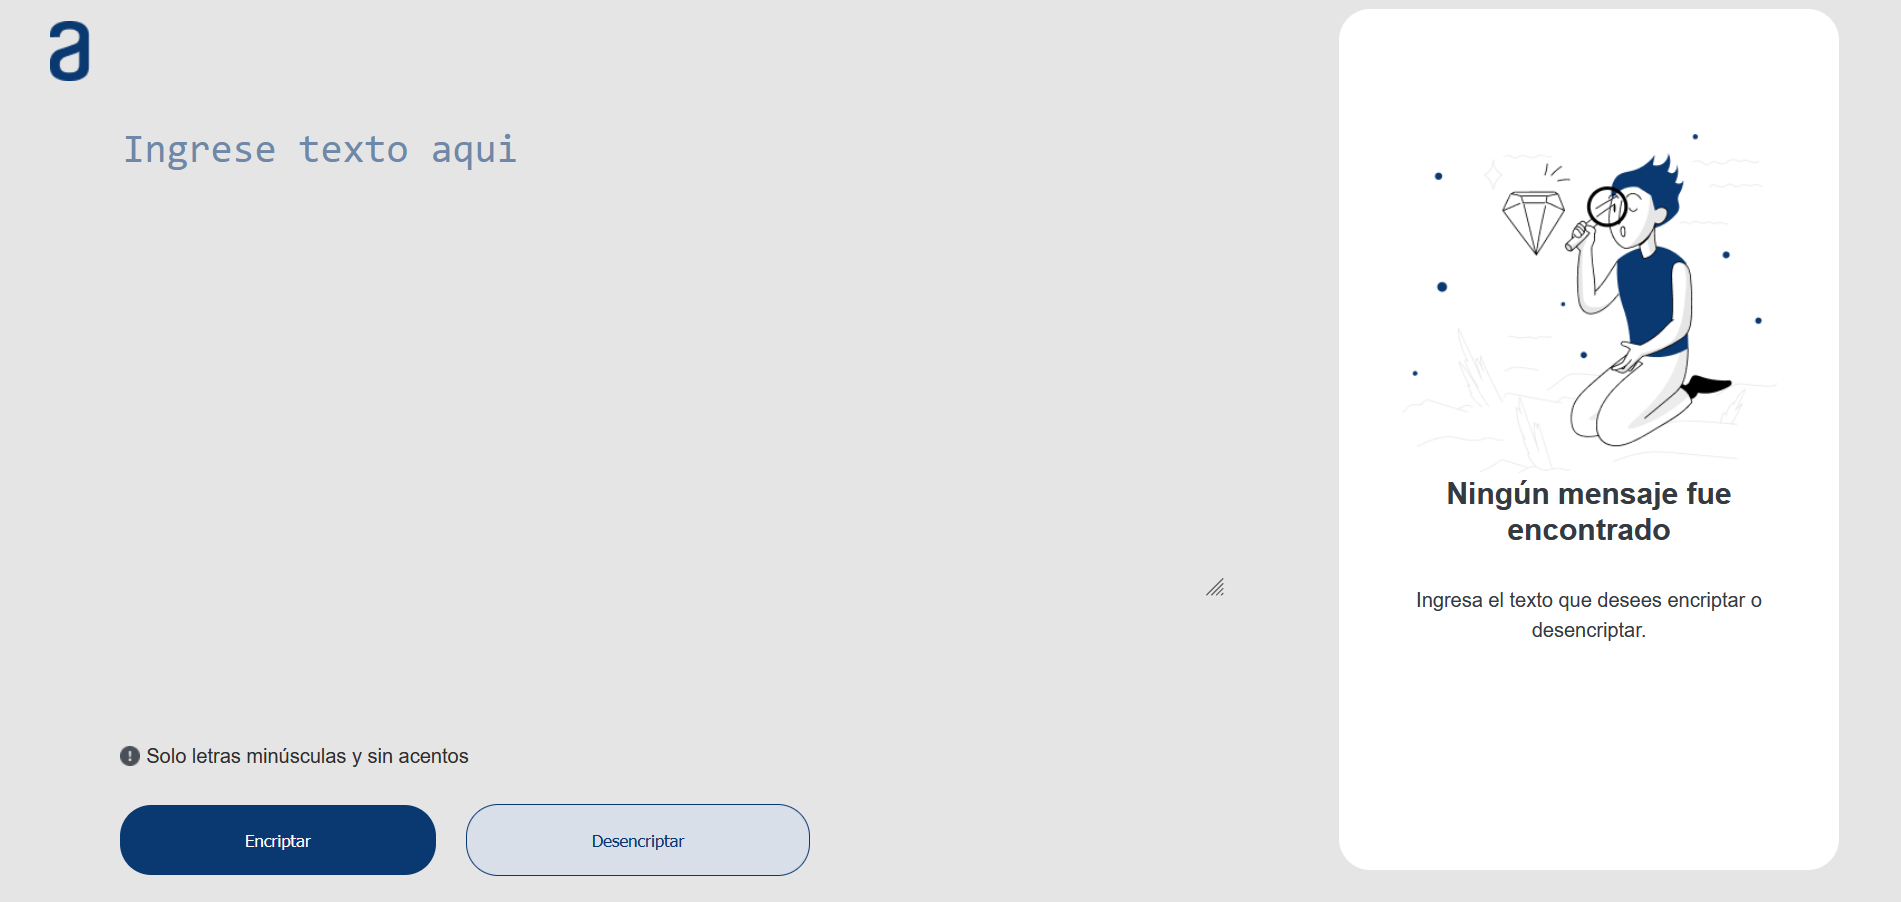 a
Ingrese texto aqui
Solo letras minúsculas y sin acentos
Encriptar
Desencriptar
Ningún mensaje fue
encontrado
Ingresa el texto que desees encriptar o
desencriptar.